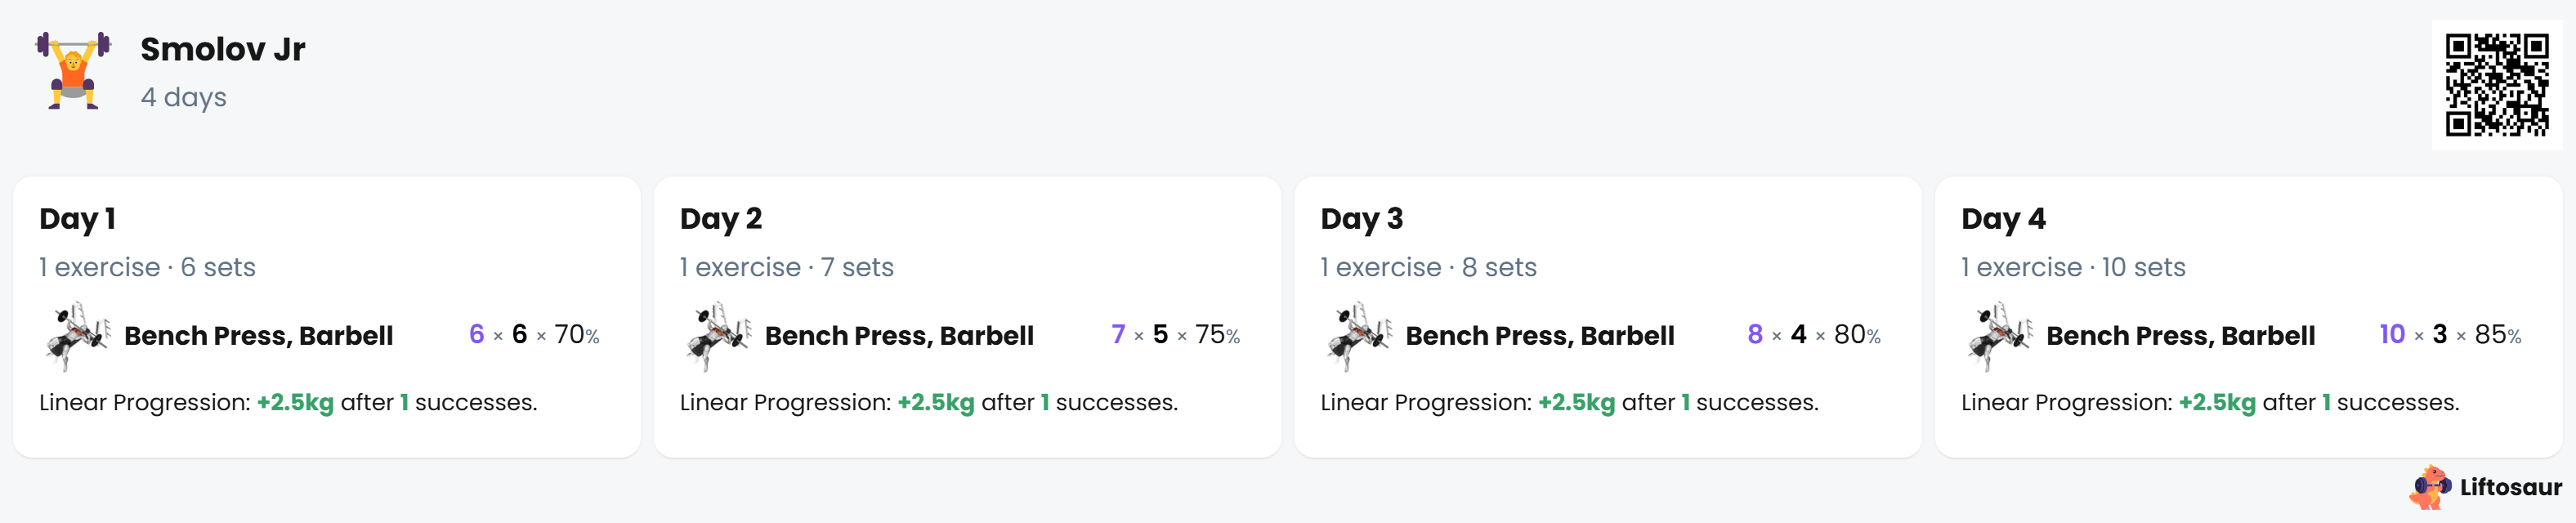 Smolov Jr
4 days
Day 1
1 exercise · 6 sets
Bench Press, Barbell 6 × 6 × 70%
Linear Progression: +2.5kg after 1 successes.
Day 2
1 exercise · 7 sets
Bench Press, Barbell 7 × 5 × 75%
Linear Progression: +2.5kg after 1 successes.
Day 3
1 exercise · 8 sets
Bench Press, Barbell 8 × 4 × 80%
Linear Progression: +2.5kg after 1 successes.
Day 4
1 exercise · 10 sets
Bench Press, Barbell 10 × 3 × 85%
Linear Progression: +2.5kg after 1 successes.
Liftosaur